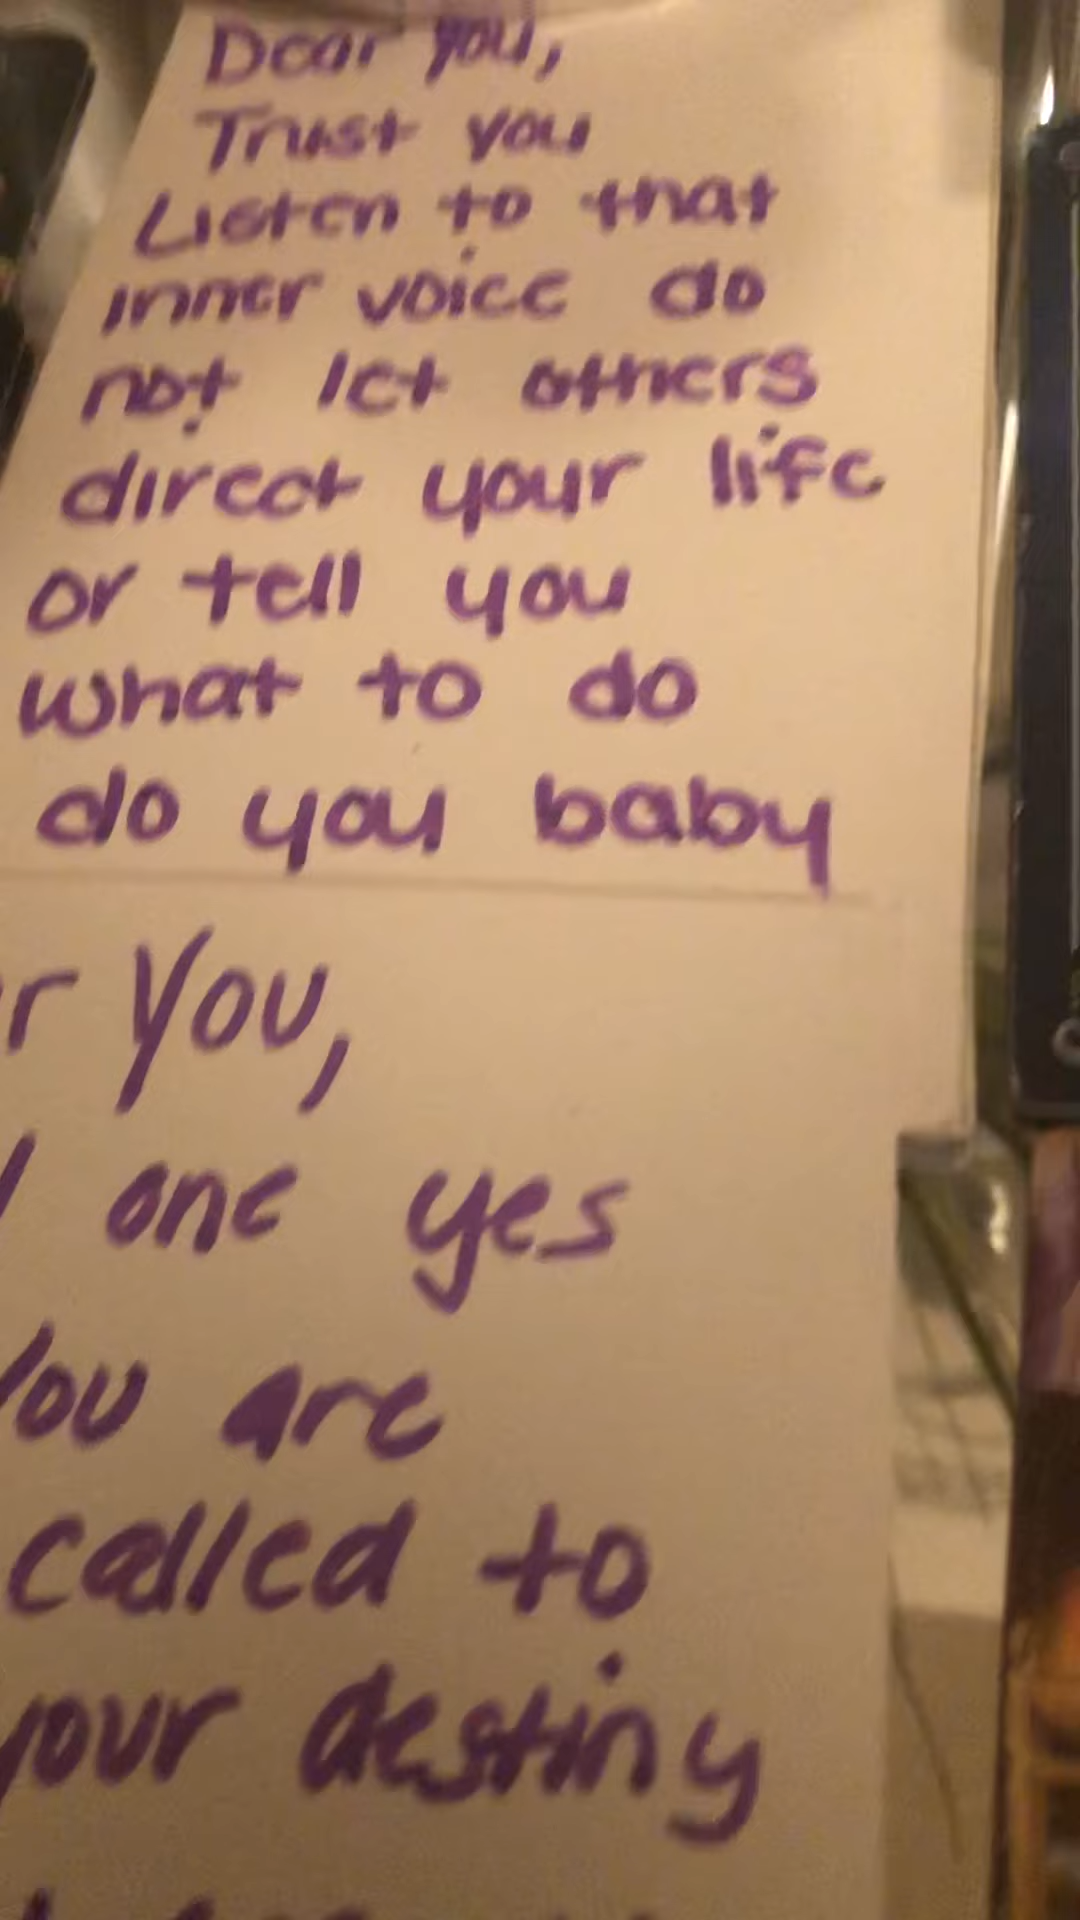 Dear you,
Trust you
Listen to that
inner voice do
not let others
direct your life
or tell you
what to do
do you baby
r You,
one yes
You are
called to
your destiny